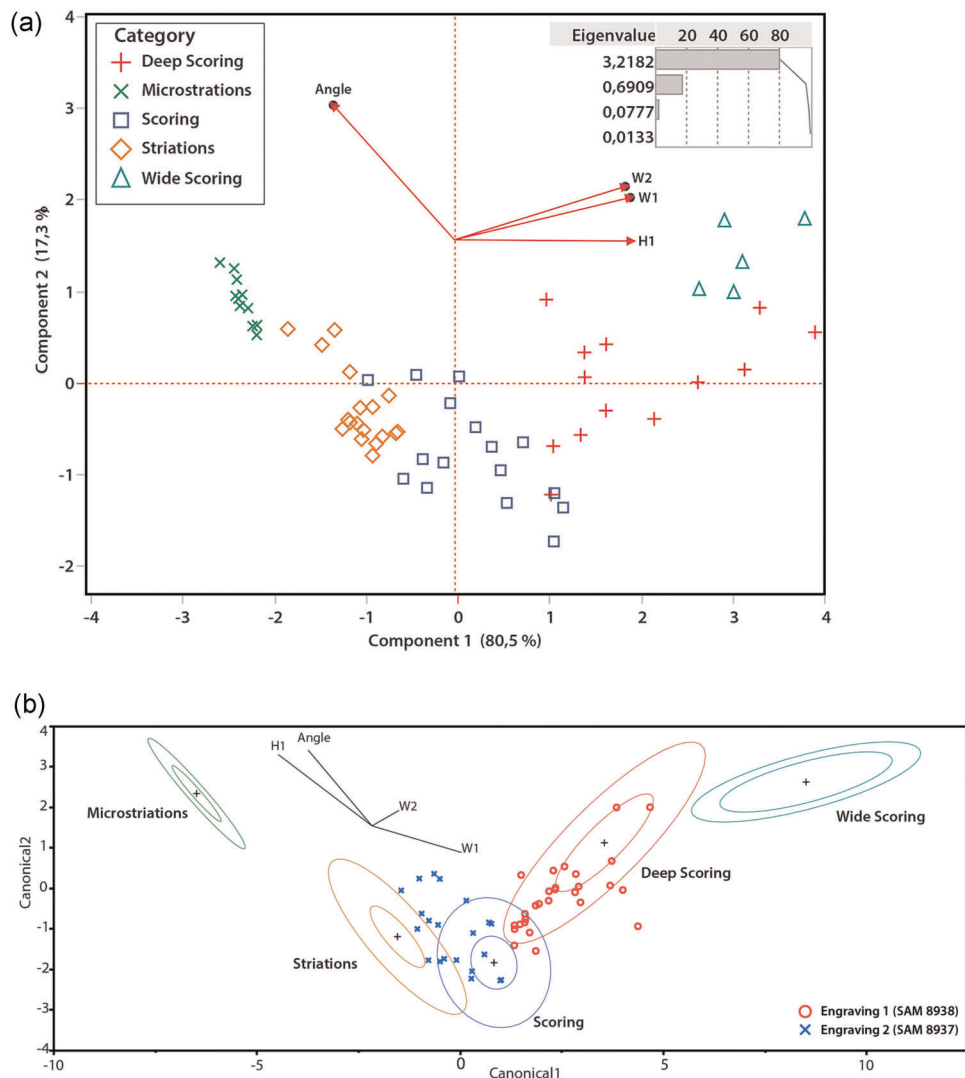 (a)
Category
Deep Scoring
Microstrations
Scoring
Striations
Wide Scoring
Eigenvalue 20 40 60 80
3,2182
0,6909
0,0777
0,0133
Angle
W2
W1
H1
4
3
2
1
0
-1
-2
Component 2 (17,3 %)
-4 -3 -2 -1 0 1 2 3 4
Component 1 (80,5 %)
(b)
4
3
2
1
0
-1
-2
-3
-4
Canonical2
H1
Angle
W2
W1
Microstriations
Wide Scoring
Deep Scoring
Striations
Scoring
Engraving 1 (SAM 8938)
Engraving 2 (SAM 8937)
-10 -5 0 5 10
Canonical1